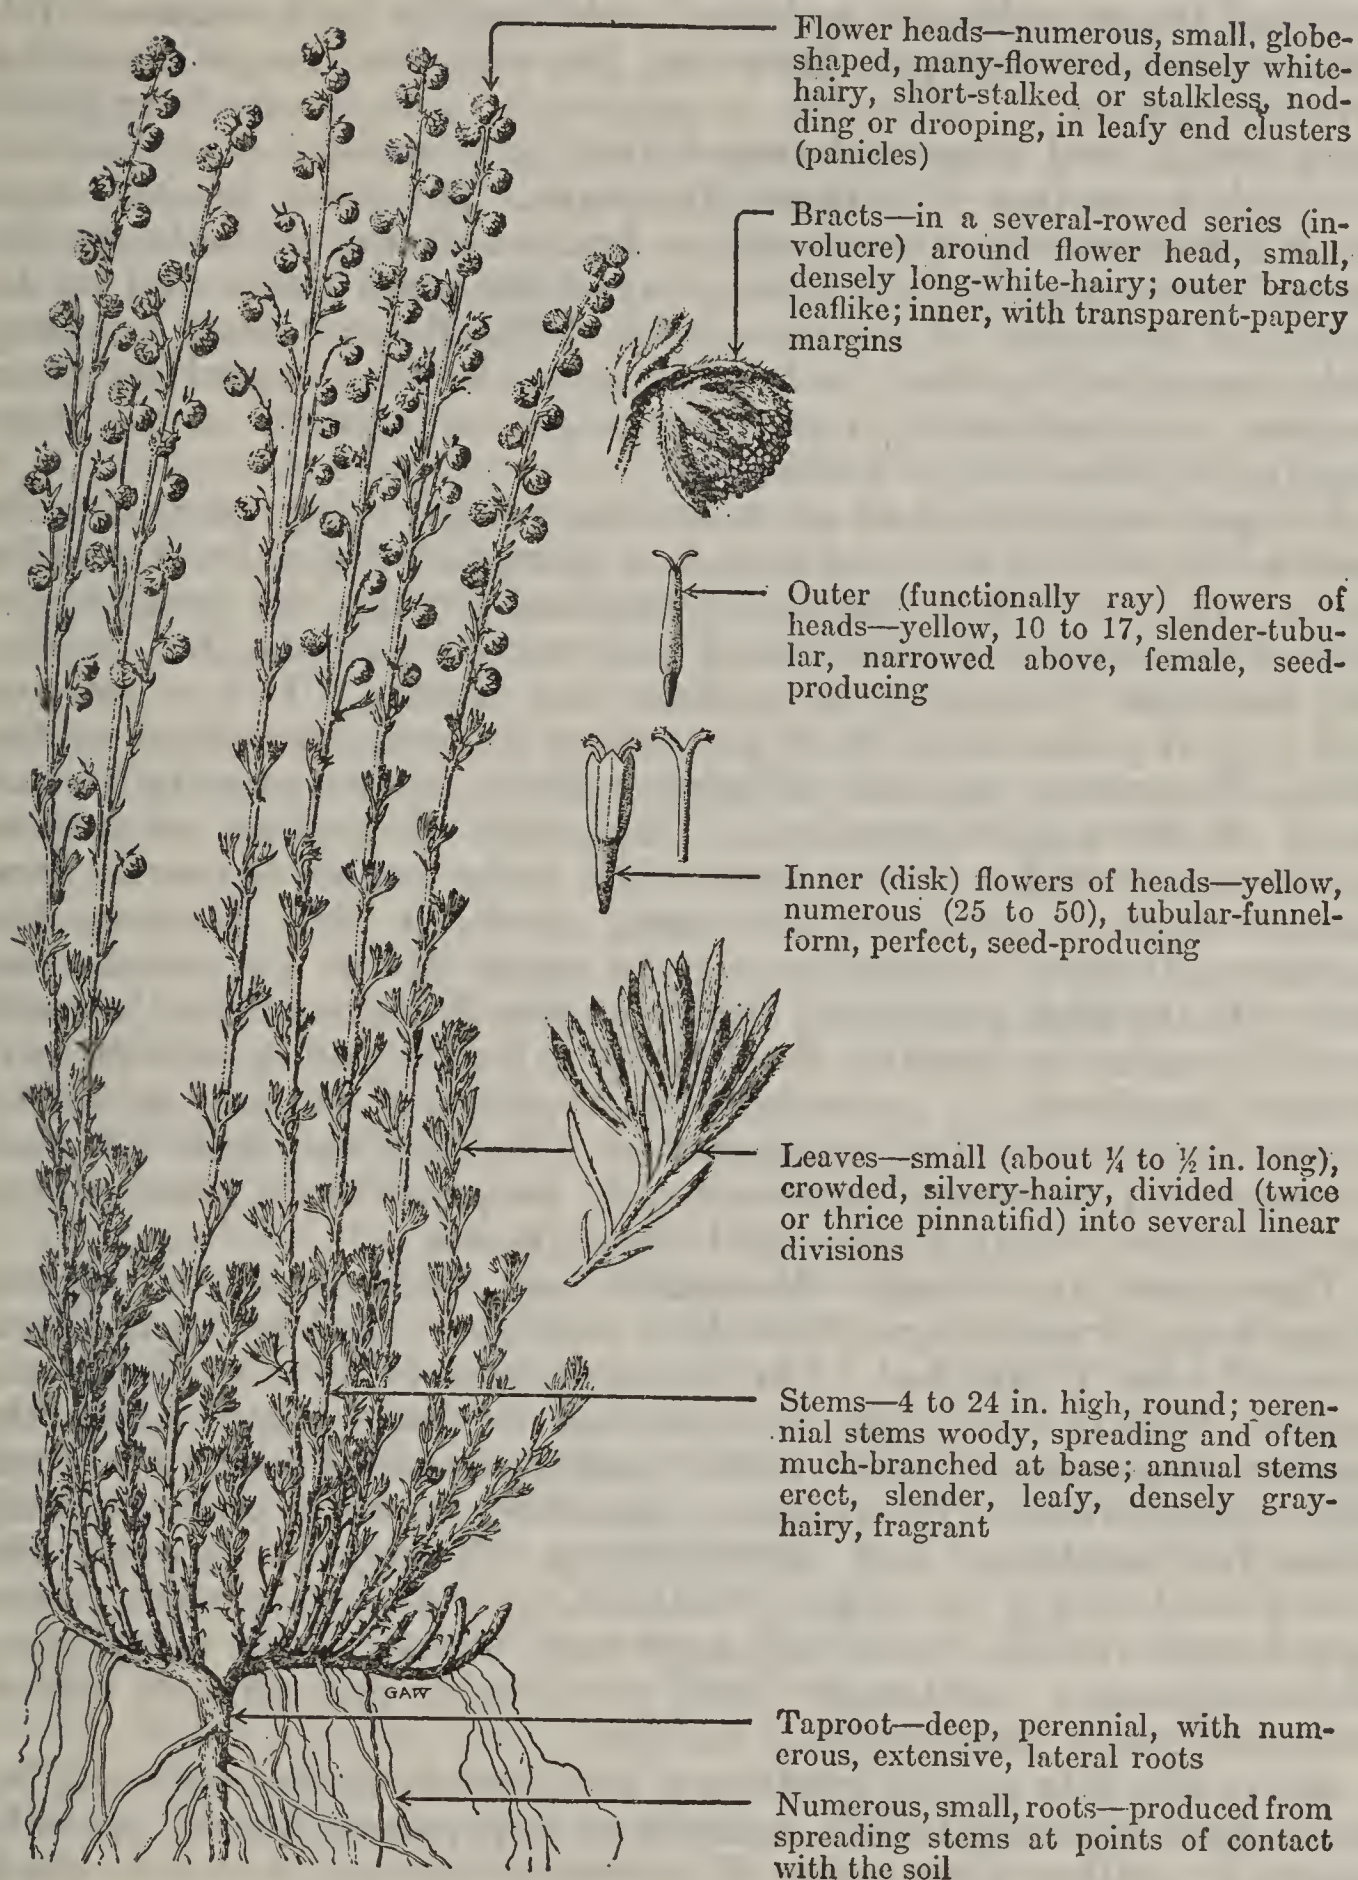 Flower heads—numerous, small, globe-
shaped, many-flowered, densely white-
hairy, short-stalked or stalkless, nod-
ding or drooping, in leafy end clusters
(panicles)
Bracts—in a several-rowed series (in-
volucre) around flower head, small,
densely long-white-hairy; outer bracts
leaflike; inner, with transparent-papery
margins
Outer (functionally ray) flowers of
heads—yellow, 10 to 17, slender-tubu-
lar, narrowed above, female, seed-
producing
Inner (disk) flowers of heads—yellow,
numerous (25 to 50), tubular-funnel-
form, perfect, seed-producing
Leaves—small (about ¼ to ½ in. long),
crowded, silvery-hairy, divided (twice
or thrice pinnatifid) into several linear
divisions
Stems—4 to 24 in. high, round; peren-
nial stems woody, spreading and often
much-branched at base; annual stems
erect, slender, leafy, densely gray-
hairy, fragrant
GAW
Taproot—deep, perennial, with num-
erous, extensive, lateral roots
Numerous, small, roots—produced from
spreading stems at points of contact
with the soil